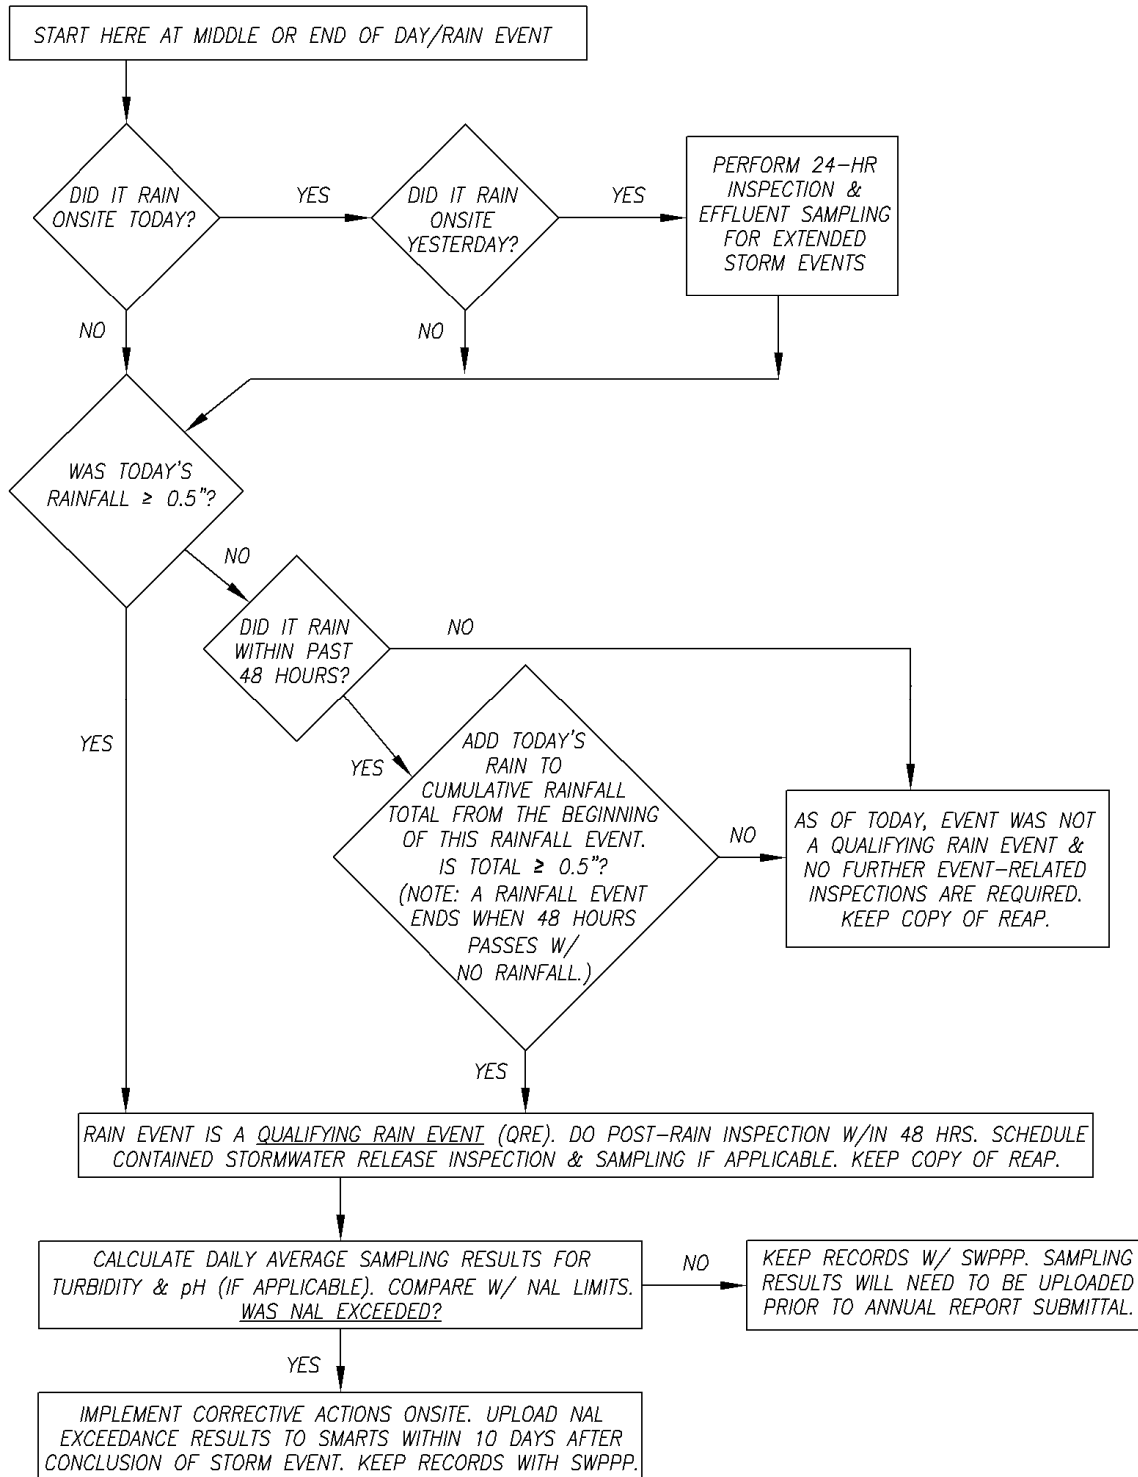 START HERE AT MIDDLE OR END OF DAY/RAIN EVENT
DID IT RAIN
ONSITE TODAY?
YES
DID IT RAIN
ONSITE
YESTERDAY?
YES
PERFORM 24-HR
INSPECTION &
EFFLUENT SAMPLING
FOR EXTENDED
STORM EVENTS
NO
NO
WAS TODAY'S
RAINFALL ≥ 0.5"?
NO
DID IT RAIN
WITHIN PAST
48 HOURS?
NO
YES
YES
ADD TODAY'S
RAIN TO
CUMULATIVE RAINFALL
TOTAL FROM THE BEGINNING
OF THIS RAINFALL EVENT.
IS TOTAL ≥ 0.5"?
(NOTE: A RAINFALL EVENT
ENDS WHEN 48 HOURS
PASSES W/
NO RAINFALL.)
NO
AS OF TODAY, EVENT WAS NOT
A QUALIFYING RAIN EVENT &
NO FURTHER EVENT-RELATED
INSPECTIONS ARE REQUIRED.
KEEP COPY OF REAP.
YES
RAIN EVENT IS A QUALIFYING RAIN EVENT (QRE). DO POST-RAIN INSPECTION W/IN 48 HRS. SCHEDULE
CONTAINED STORMWATER RELEASE INSPECTION & SAMPLING IF APPLICABLE. KEEP COPY OF REAP.
CALCULATE DAILY AVERAGE SAMPLING RESULTS FOR
TURBIDITY & pH (IF APPLICABLE). COMPARE W/ NAL LIMITS.
WAS NAL EXCEEDED?
NO
KEEP RECORDS W/ SWPPP. SAMPLING
RESULTS WILL NEED TO BE UPLOADED
PRIOR TO ANNUAL REPORT SUBMITTAL.
YES
IMPLEMENT CORRECTIVE ACTIONS ONSITE. UPLOAD NAL
EXCEEDANCE RESULTS TO SMARTS WITHIN 10 DAYS AFTER
CONCLUSION OF STORM EVENT. KEEP RECORDS WITH SWPPP.